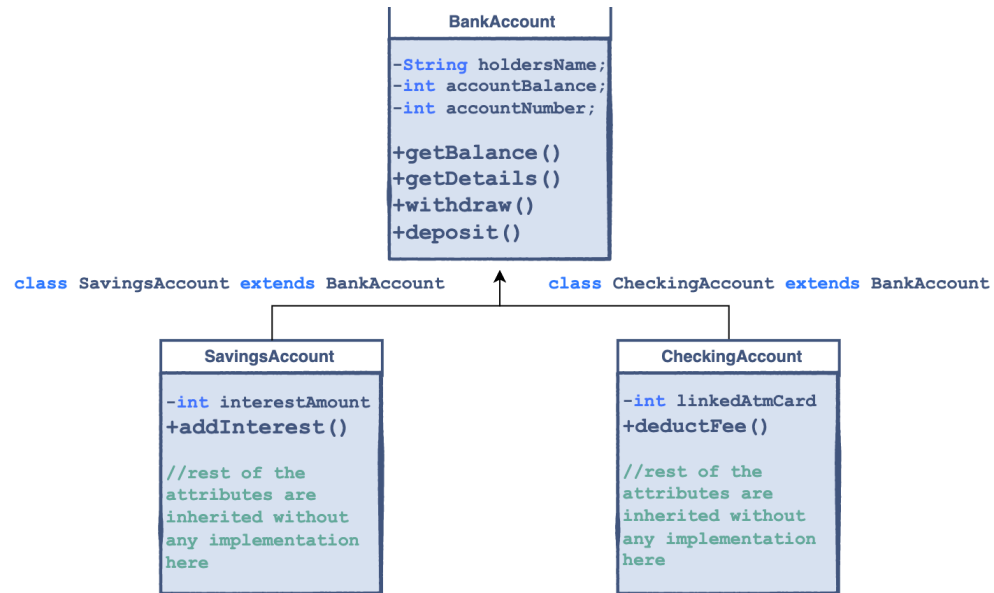 BankAccount
-String holdersName;
-int accountBalance;
-int accountNumber;
+getBalance()
+getDetails()
+withdraw()
+deposit()
class SavingsAccount extends BankAccount
class CheckingAccount extends BankAccount
SavingsAccount
-int interestAmount
+addInterest()
//rest of the
attributes are
inherited without
any implementation
here
CheckingAccount
-int linkedAtmCard
+deductFee()
//rest of the
attributes are
inherited without
any implementation
here